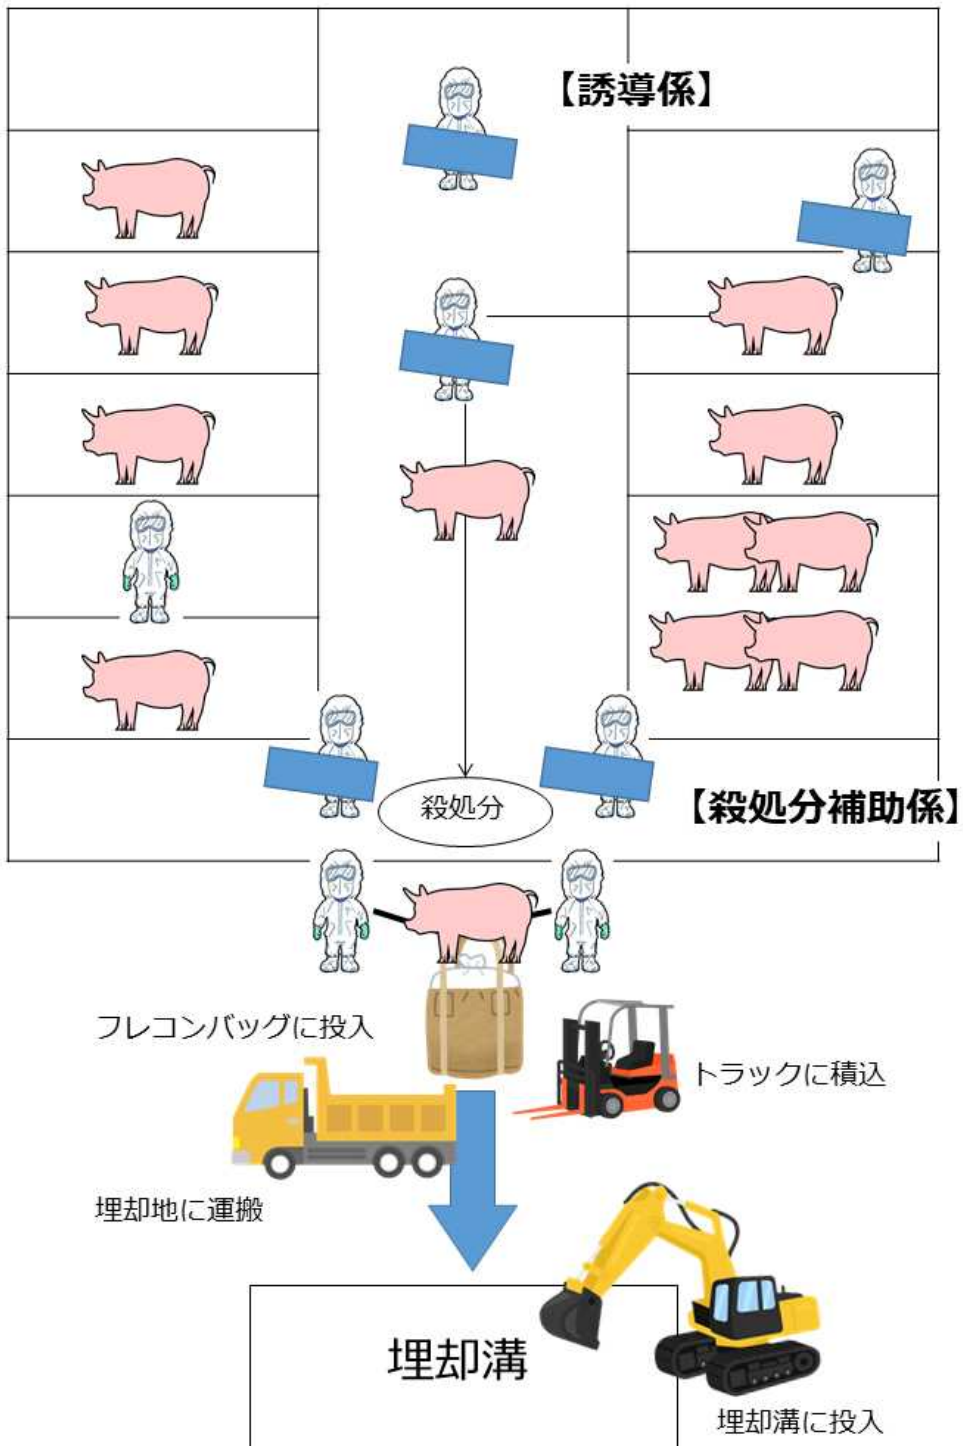 【誘導係】
殺処分
【殺処分補助係】
フレコンバッグに投入
トラックに積込
埋却地に運搬
埋却溝
埋却溝に投入